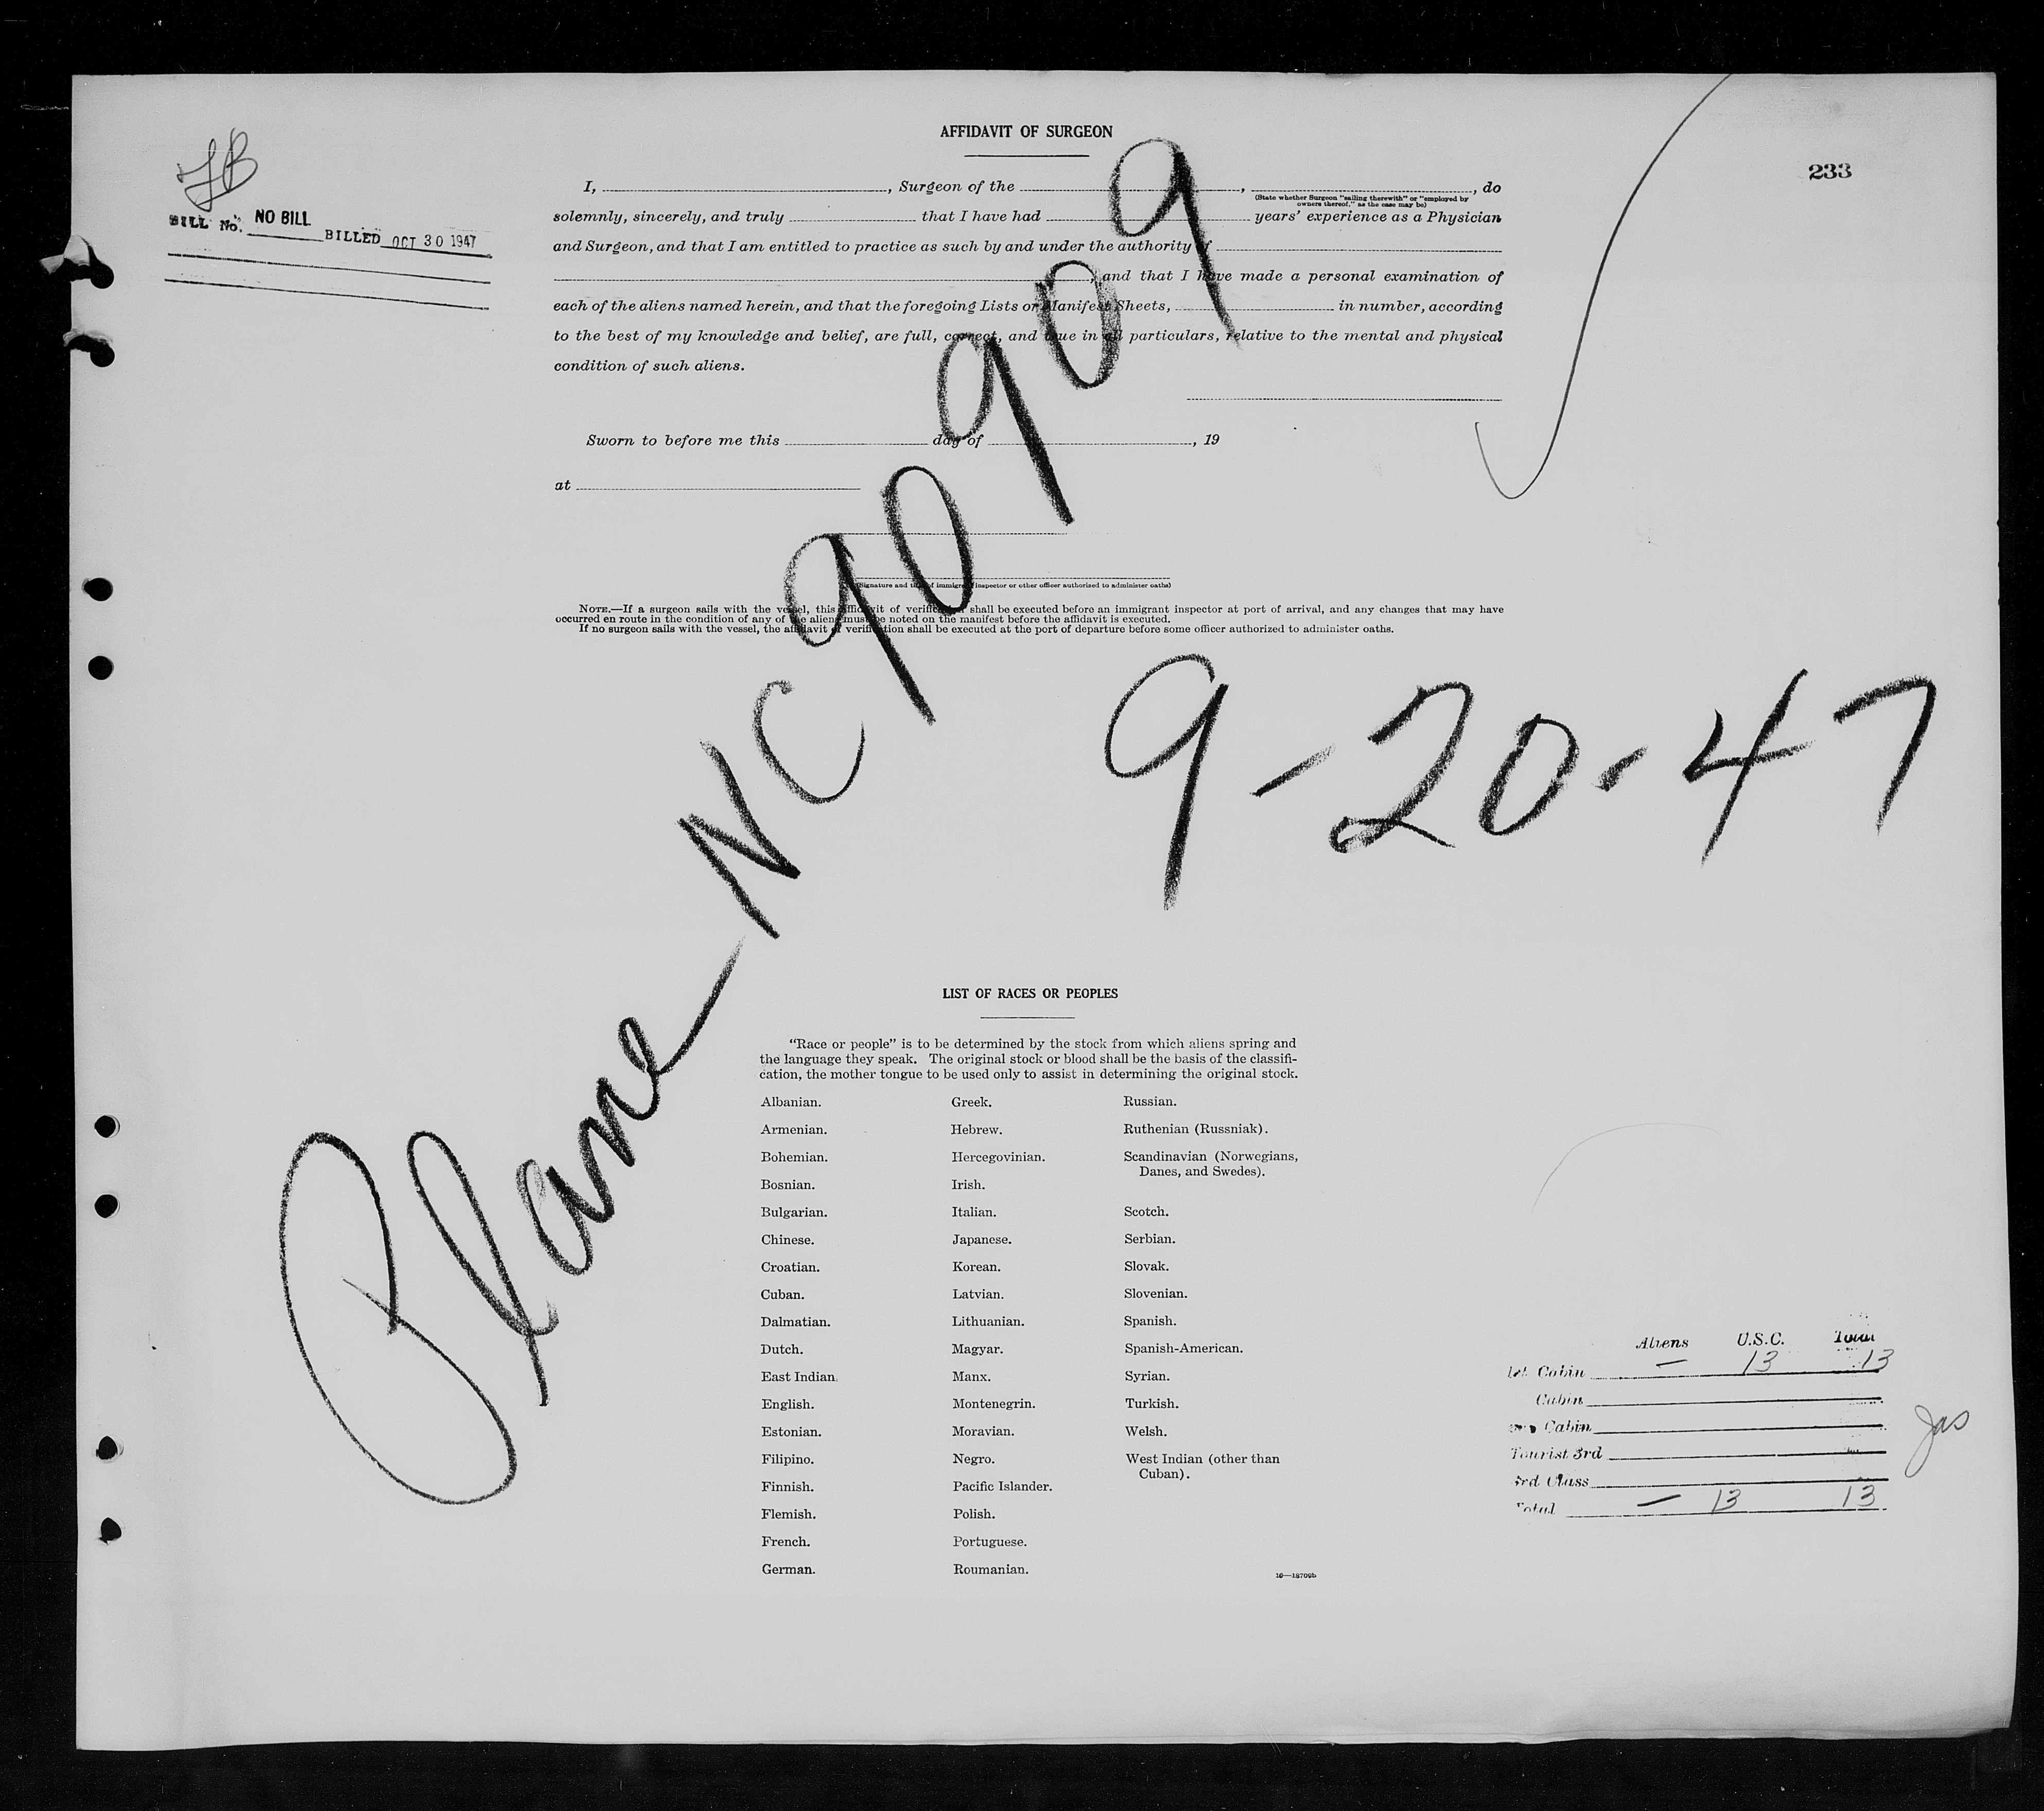 AFFIDAVIT OF SURGEON
233
JB
BILL No. NO BILL BILLED OCT 30 1947
I, , Surgeon of the , , do
(State whether Surgeon "sailing therewith" or "employed by
owners thereof," as the case may be)
solemnly, sincerely, and truly that I have had years' experience as a Physician
and Surgeon, and that I am entitled to practice as such by and under the authority of
, and that I have made a personal examination of
each of the aliens named herein, and that the foregoing Lists or Manifest Sheets, in number, according
to the best of my knowledge and belief, are full, correct, and true in all particulars, relative to the mental and physical
condition of such aliens.
Sworn to before me this day of , 19
at
(Signature and title of immigrant inspector or other officer authorized to administer oaths)
NOTE.—If a surgeon sails with the vessel, this affidavit of verification shall be executed before an immigrant inspector at port of arrival, and any changes that may have
occurred en route in the condition of any of the aliens must be noted on the manifest before the affidavit is executed.
If no surgeon sails with the vessel, the affidavit of verification shall be executed at the port of departure before some officer authorized to administer oaths.
Plane-NC90909
9-20-47
LIST OF RACES OR PEOPLES
"Race or people" is to be determined by the stock from which aliens spring and
the language they speak. The original stock or blood shall be the basis of the classifi-
cation, the mother tongue to be used only to assist in determining the original stock.
Albanian.
Armenian.
Bohemian.
Bosnian.
Bulgarian.
Chinese.
Croatian.
Cuban.
Dalmatian.
Dutch.
East Indian.
English.
Estonian.
Filipino.
Finnish.
Flemish.
French.
German.
Greek.
Hebrew.
Hercegovinian.
Irish.
Italian.
Japanese.
Korean.
Latvian.
Lithuanian.
Magyar.
Manx.
Montenegrin.
Moravian.
Negro.
Pacific Islander.
Polish.
Portuguese.
Roumanian.
Russian.
Ruthenian (Russniak).
Scandinavian (Norwegians,
Danes, and Swedes).
Scotch.
Serbian.
Slovak.
Slovenian.
Spanish.
Spanish-American.
Syrian.
Turkish.
Welsh.
West Indian (other than
Cuban).
16—18709b
Aliens U.S.C. Total
1st Cabin — 13 13
Cabin
Cabin
Tourist 3rd
3rd Class
Total — 13 13